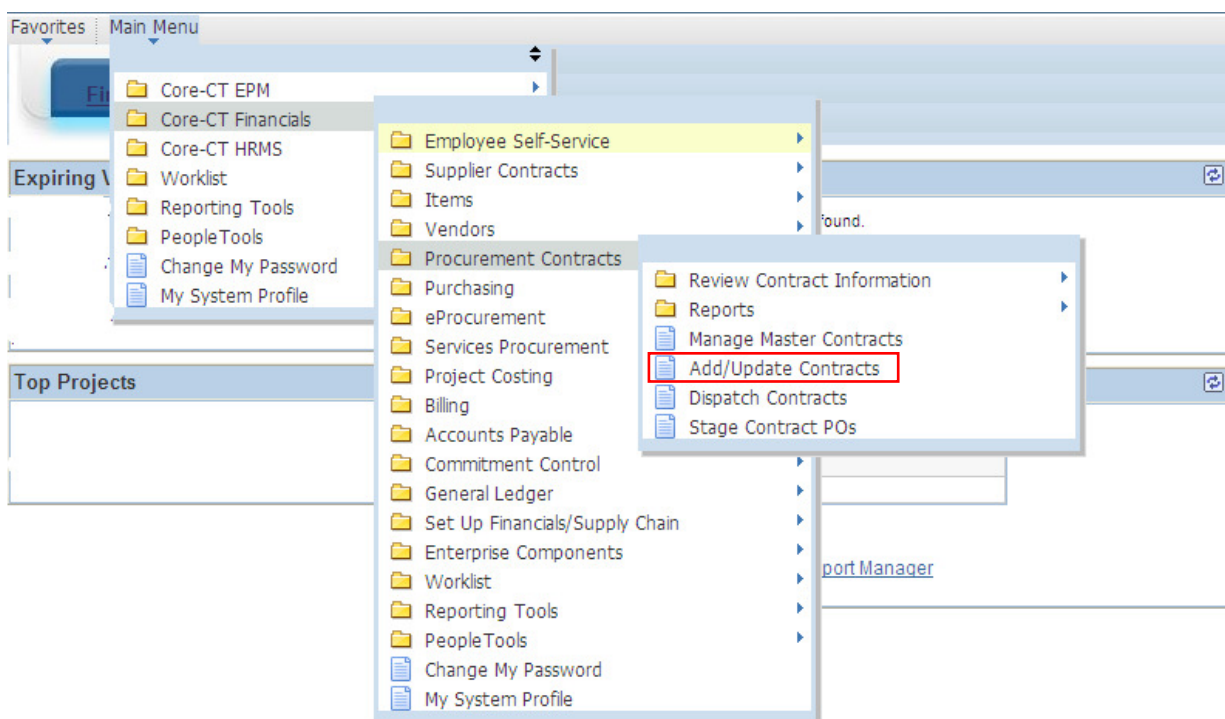 Favorites
Main Menu
Core-CT EPM
Core-CT Financials
Core-CT HRMS
Worklist
Reporting Tools
PeopleTools
Change My Password
My System Profile
Employee Self-Service
Supplier Contracts
Items
Vendors
Procurement Contracts
Purchasing
eProcurement
Services Procurement
Project Costing
Billing
Accounts Payable
Commitment Control
General Ledger
Set Up Financials/Supply Chain
Enterprise Components
Worklist
Reporting Tools
PeopleTools
Change My Password
My System Profile
Review Contract Information
Reports
Manage Master Contracts
Add/Update Contracts
Dispatch Contracts
Stage Contract POs
Expiring
found.
Top Projects
port Manager